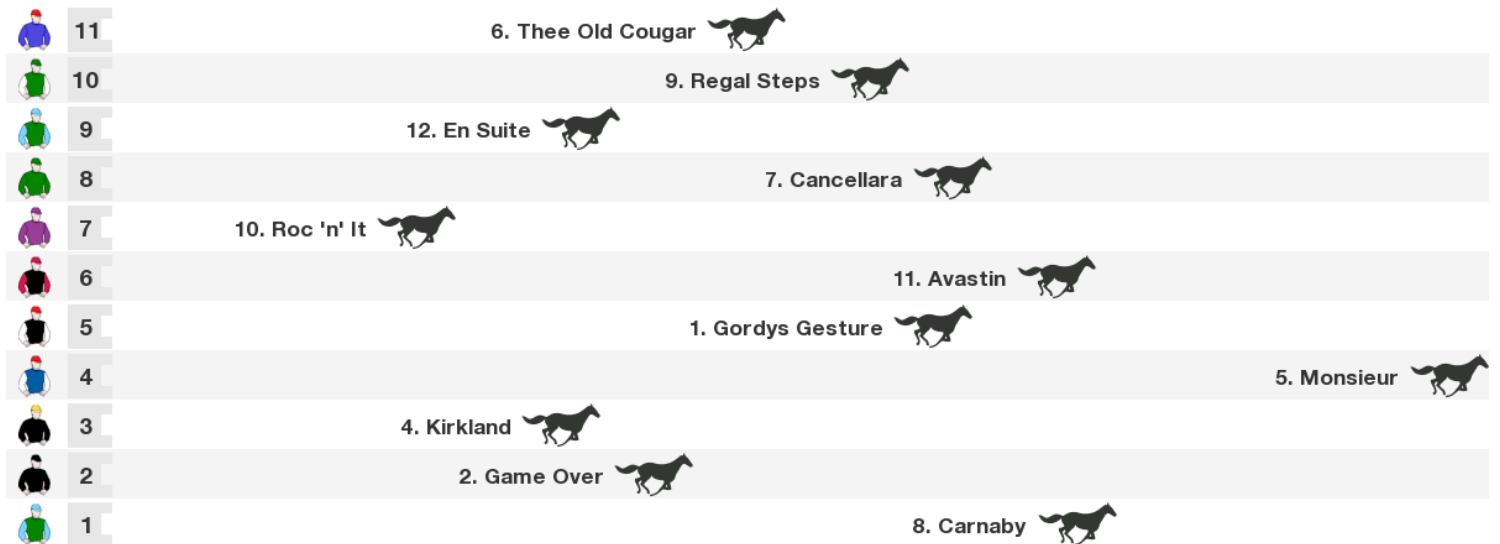 11 6. Thee Old Cougar
10 9. Regal Steps
9 12. En Suite
8 7. Cancellara
7 10. Roc 'n' It
6 11. Avastin
5 1. Gordys Gesture
4 5. Monsieur
3 4. Kirkland
2 2. Game Over
1 8. Carnaby